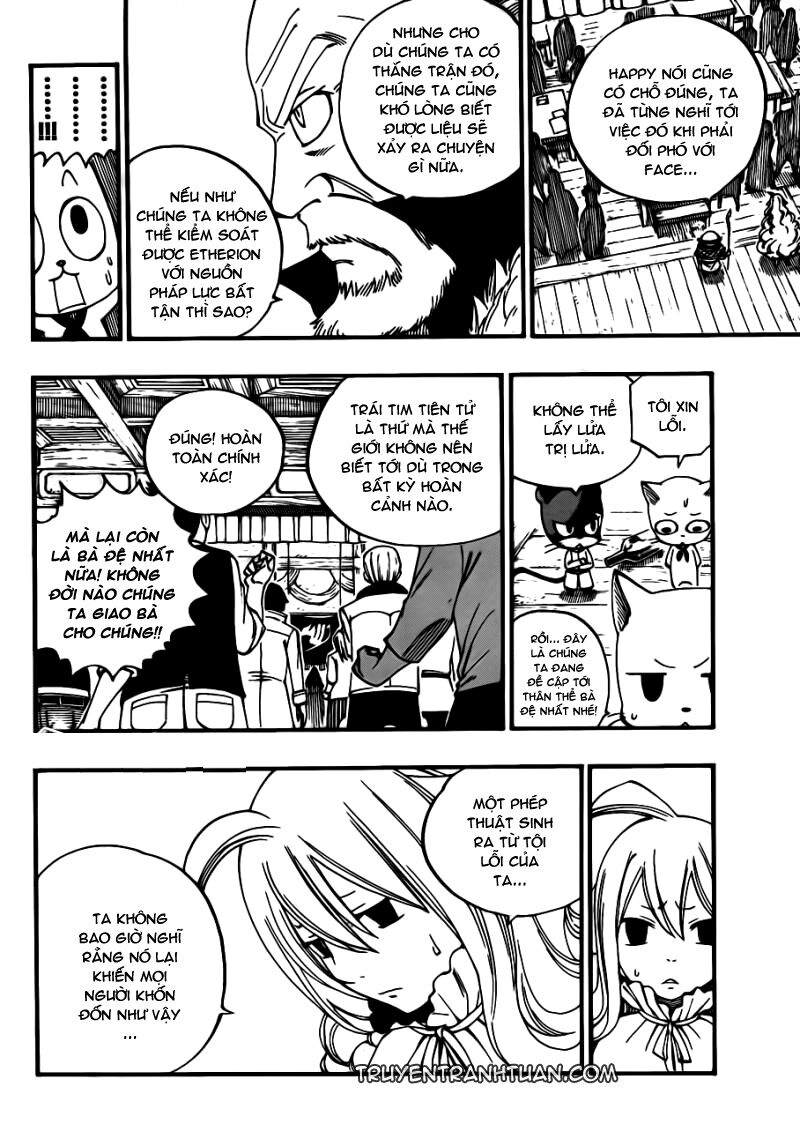 HAPPY NÓI CŨNG
CÓ CHỖ ĐÚNG, TA
ĐÃ TỪNG NGHĨ TỚI
VIỆC ĐÓ KHI PHẢI
ĐỐI PHÓ VỚI
FACE...
NHƯNG CHO
DÙ CHÚNG TA CÓ
THẮNG TRẬN ĐÓ,
CHÚNG TA CŨNG
KHÓ LÒNG BIẾT
ĐƯỢC LIỆU SẼ
XẢY RA CHUYỆN
GÌ NỮA.
NẾU NHƯ
CHÚNG TA KHÔNG
THỂ KIỂM SOÁT
ĐƯỢC ETHERION
VỚI NGUỒN
PHÁP LỰC BẤT
TẬN THÌ SAO?
.......!!!
TÔI XIN
LỖI.
KHÔNG THỂ
LẤY LỬA
TRỊ LỬA.
RỒI... ĐÂY
LÀ CHÚNG
TA ĐANG
ĐỀ CẬP TỚI
THÂN THỂ BÀ
ĐỆ NHẤT NHÉ!
TRÁI TIM TIÊN TỬ
LÀ THỨ MÀ THẾ
GIỚI KHÔNG NÊN
BIẾT TỚI DÙ TRONG
BẤT KỲ HOÀN
CẢNH NÀO.
ĐÚNG! HOÀN
TOÀN CHÍNH
XÁC!
MÀ LẠI CÒN
LÀ BÀ ĐỆ NHẤT
NỮA! KHÔNG
ĐỜI NÀO CHÚNG
TA GIAO BÀ
CHO CHÚNG!!
MỘT PHÉP
THUẬT SINH
RA TỪ TỘI
LỖI CỦA
TA...
TA KHÔNG
BAO GIỜ NGHĨ
RẰNG NÓ LẠI
KHIẾN MỌI
NGƯỜI KHỐN
ĐỐN NHƯ VẬY
...
TRUYENTRANHTUAN.COM